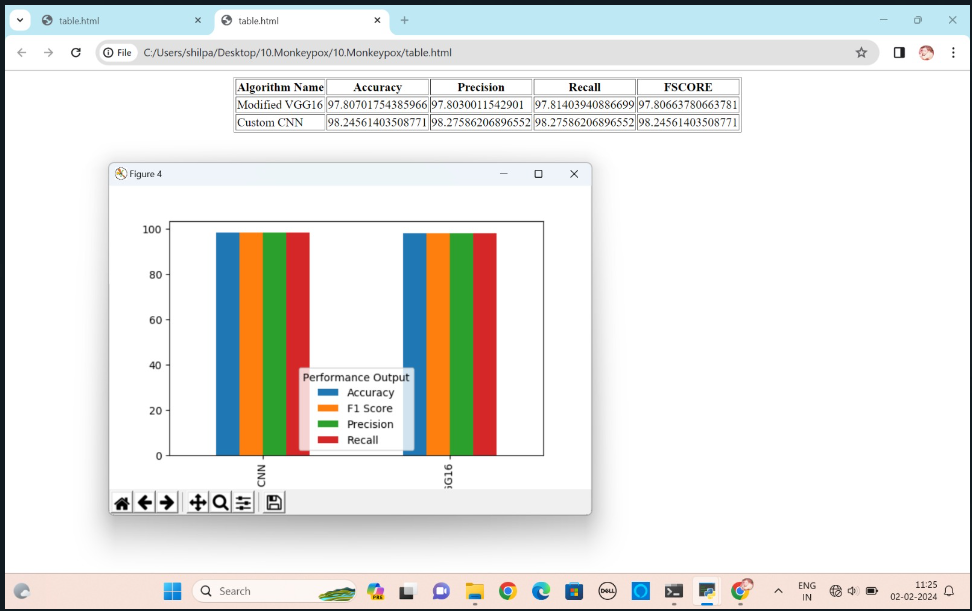 table.html
table.html
File
C:/Users/shilpa/Desktop/10.Monkeypox/10.Monkeypox/table.html
Algorithm Name Accuracy Precision Recall FSCORE
Modified VGG16 97.80701754385966 97.8030011542901 97.81403940886699 97.80663780663781
Custom CNN 98.24561403508771 98.27586206896552 98.27586206896552 98.24561403508771
Figure 4
100
80
60
40
20
0
Performance Output
Accuracy
F1 Score
Precision
Recall
CNN
GG16
Search
PRE
DELL
ENG
IN
11:25
02-02-2024